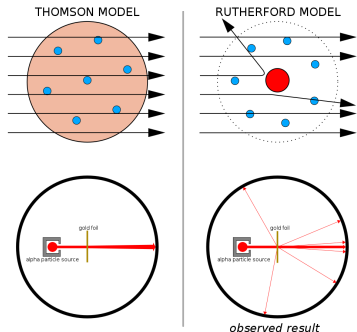 THOMSON MODEL
RUTHERFORD MODEL
gold foil
alpha particle source
gold foil
alpha particle source
observed result